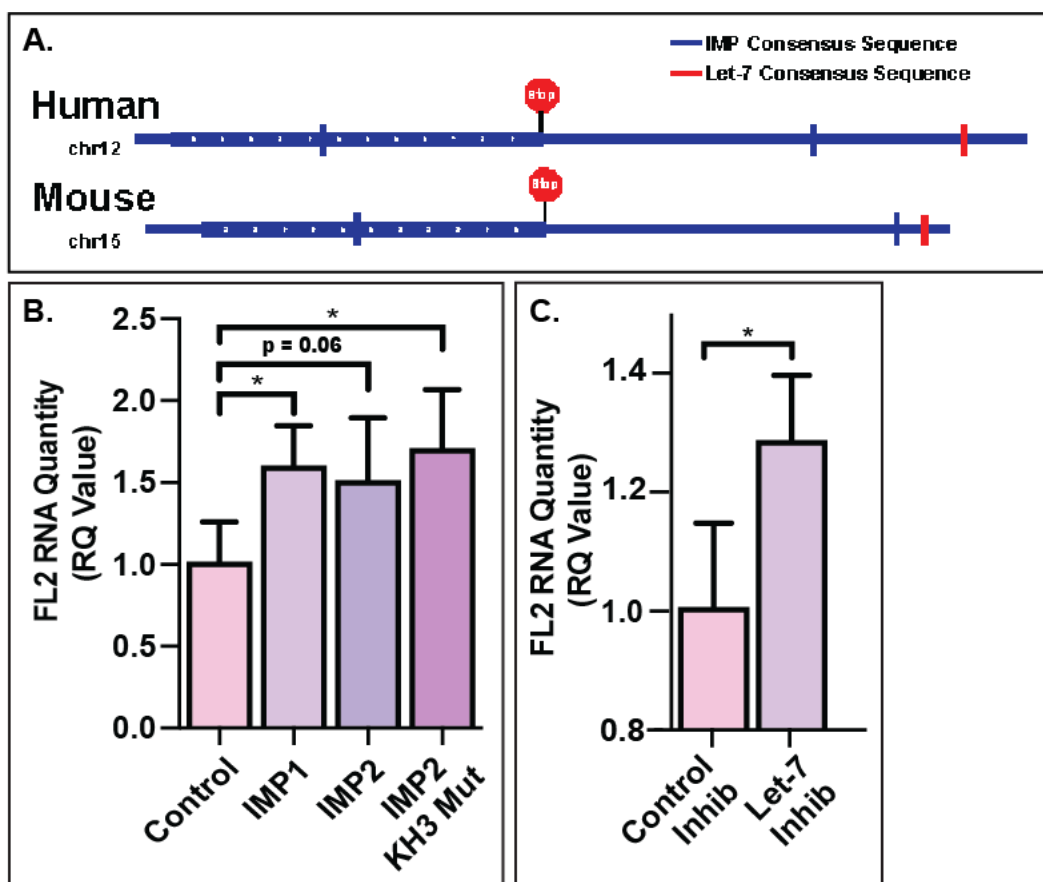 A.
IMP Consensus Sequence
Let-7 Consensus Sequence
Human
chr12
Stop
Mouse
chr15
Stop
B.
FL2 RNA Quantity
(RQ Value)
2.5
2.0
1.5
1.0
0.5
0.0
*
p = 0.06
*
Control
IMP1
IMP2
IMP2
KH3 Mut
C.
FL2 RNA Quantity
(RQ Value)
1.4
1.2
1.0
0.8
*
Control
Inhib
Let-7
Inhib